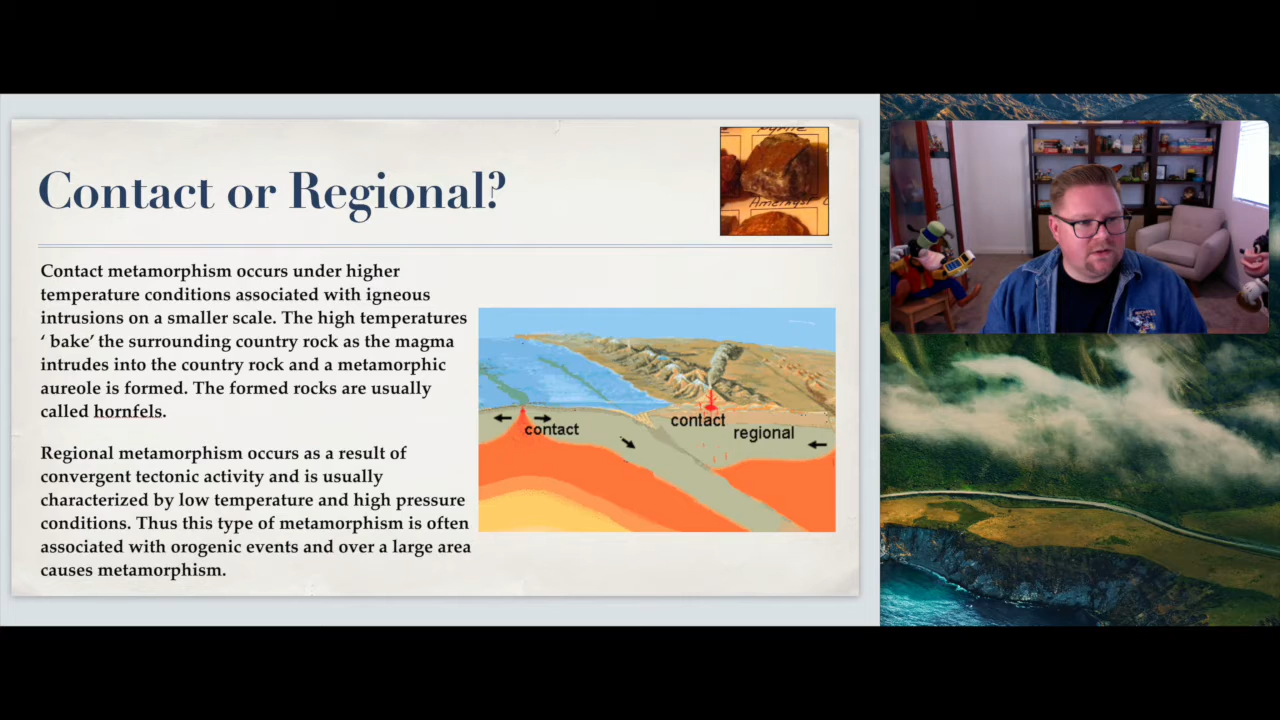 Contact or Regional?
Pyrite
Amethyst
Contact metamorphism occurs under higher
temperature conditions associated with igneous
intrusions on a smaller scale. The high temperatures
‘ bake’ the surrounding country rock as the magma
intrudes into the country rock and a metamorphic
aureole is formed. The formed rocks are usually
called hornfels.
Regional metamorphism occurs as a result of
convergent tectonic activity and is usually
characterized by low temperature and high pressure
conditions. Thus this type of metamorphism is often
associated with orogenic events and over a large area
causes metamorphism.
contact
contact
regional